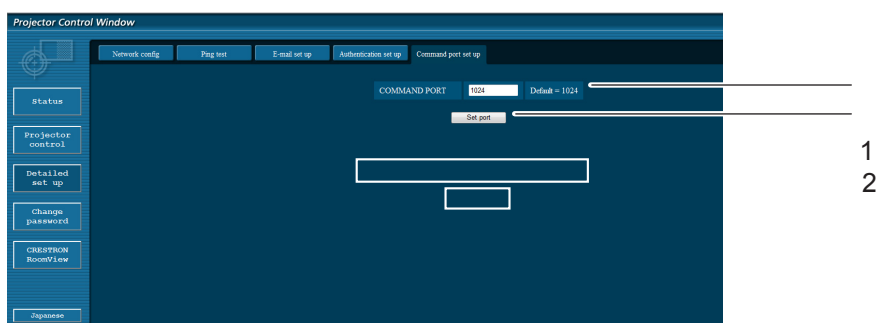 Projector Control Window
Network config Ping test E-mail set up Authentication set up Command port set up
COMMAND PORT 1024 Default = 1024
Set port
Status
Projector
control
Detailed
set up
Change
password
CRESTRON
RoomView
Japanese
1
2